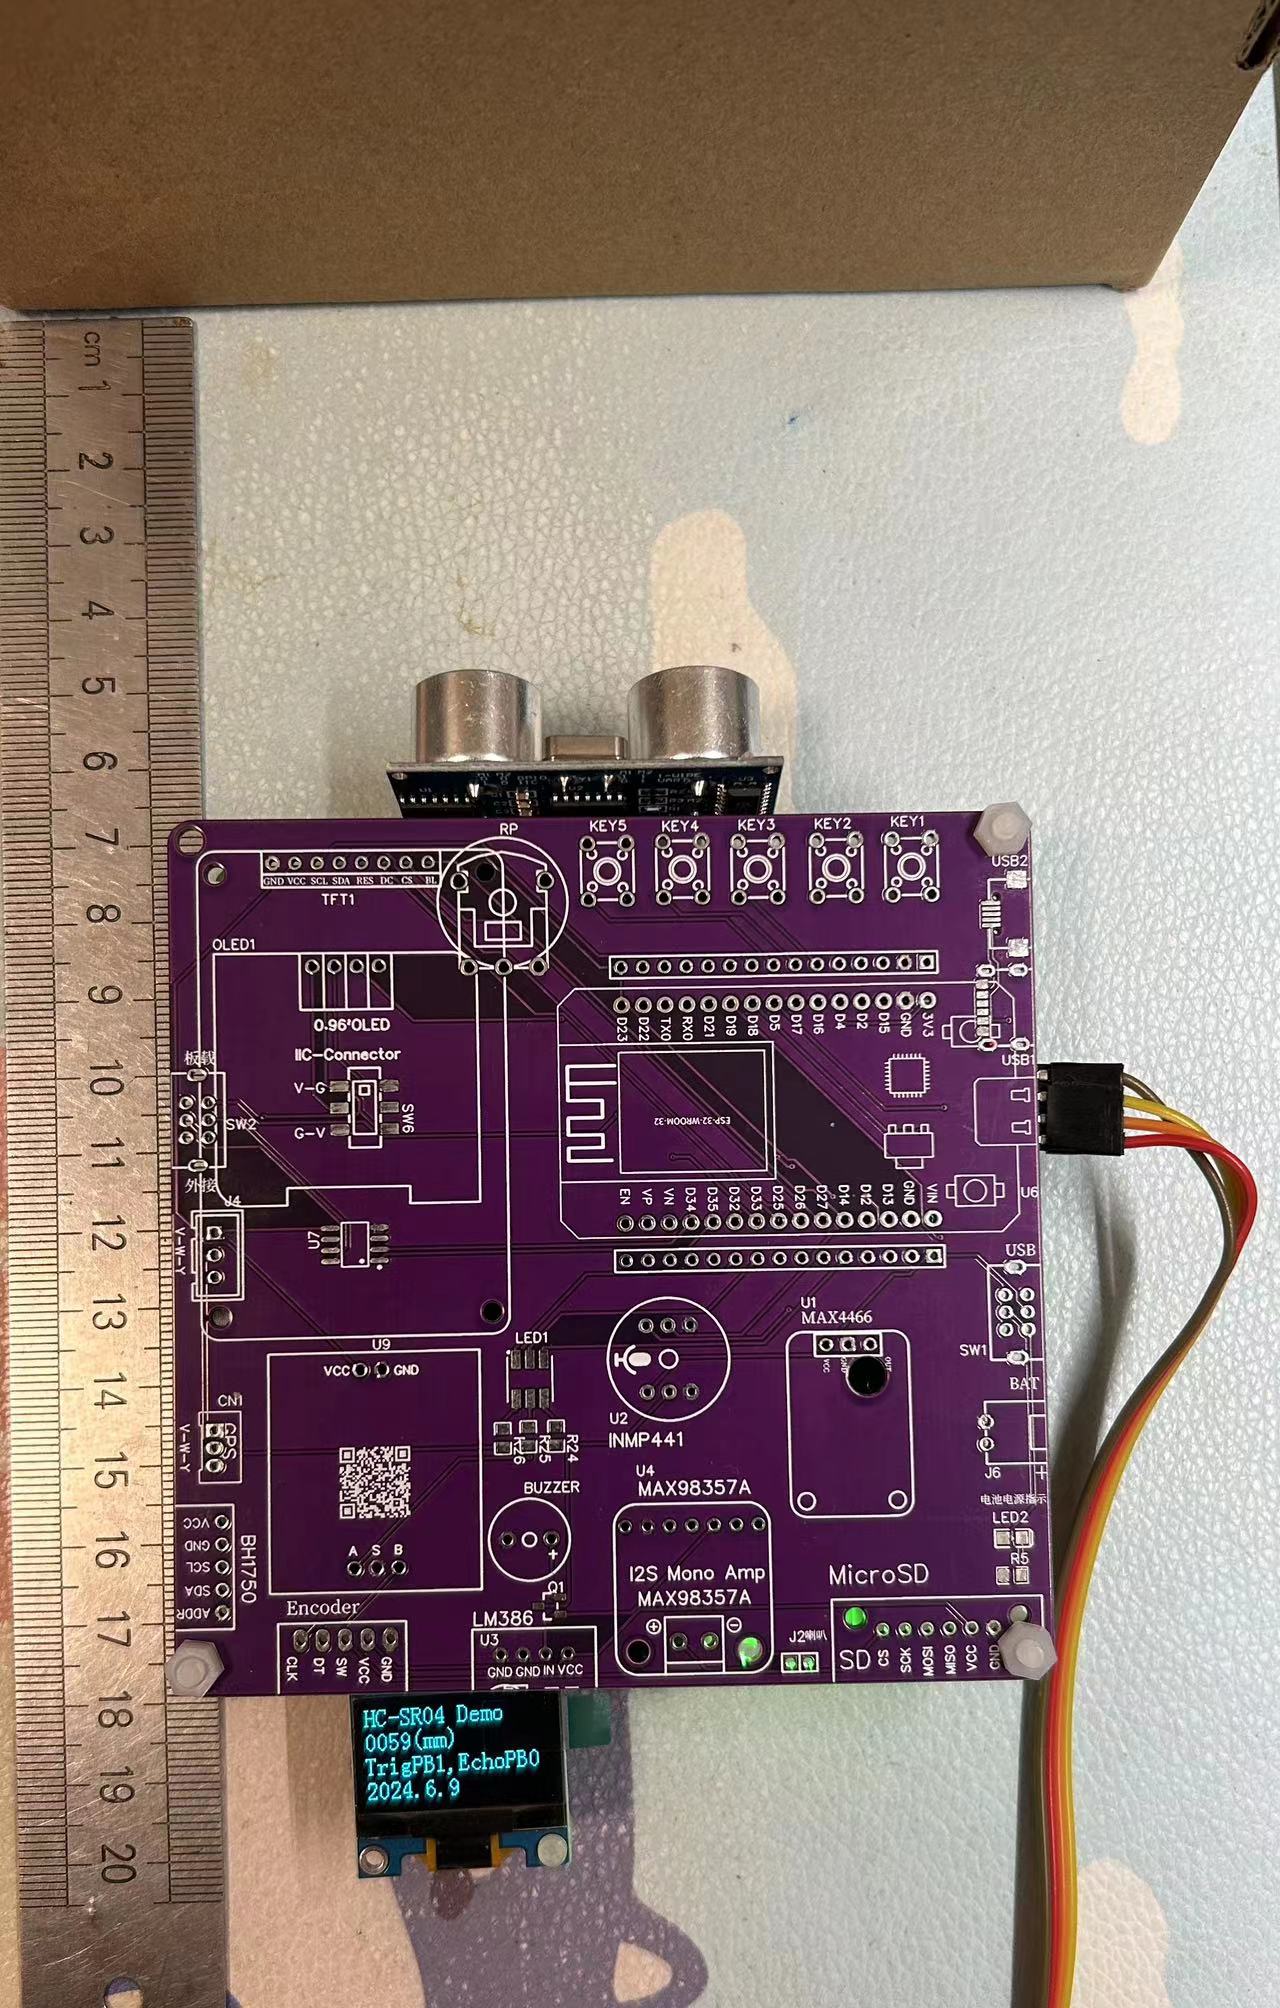 cm 1
2
3
4
5
6
7
8
9
10
11
12
13
14
15
16
17
18
19
20
RP
KEY5
KEY4
KEY3
KEY2
KEY1
USB2
GND VCC SCL SDA RES DC CS BL
TFT1
OLED1
0.96'OLED
IIC-Connector
V-G
G-V
SW6
板载
SW2
外接
J4
V-W-Y
U7
D23 D22 TX0 RX0 D21 D19 D18 D5 D17 D16 D4 D2 D15 GND 3V3
USB1
ESP-32-WROOM-32
EN VP VN D34 D35 D32 D33 D25 D26 D27 D14 D12 D13 GND VIN
U6
USB
SW1
BAT
U9
VCC GND
LED1
R26 R25 R24
U2
INMP441
U1
MAX4466
VCC GND OUT
CN1
GPS
V-W-Y
J6
+
电池电源指示
LED2
R5
BUZZER
+
Q1
A S B
VCC
GND
SCL
SDA
ADDR
BH1750
Encoder
CLK DT SW VCC GND
LM386
U3
GND GND IN VCC
U4
MAX98357A
I2S Mono Amp
MAX98357A
J2喇叭
MicroSD
SD CS SCK MOSI MISO VCC GND
HC-SR04 Demo
0059(mm)
TrigPB1,EchoPB0
2024.6.9